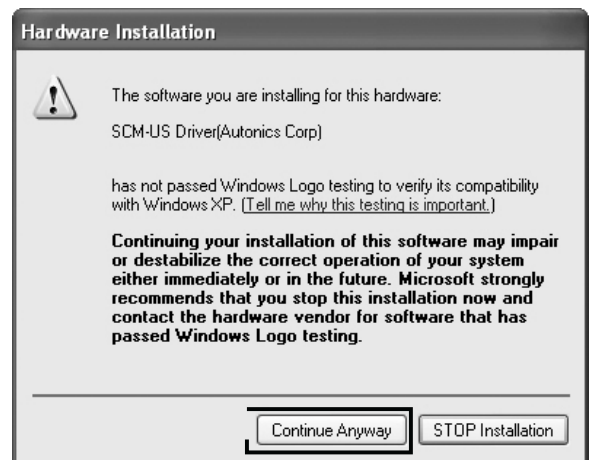 Hardware Installation
The software you are installing for this hardware:
SCM-US Driver(Autonics Corp)
has not passed Windows Logo testing to verify its compatibility
with Windows XP. (Tell me why this testing is important.)
Continuing your installation of this software may impair
or destabilize the correct operation of your system
either immediately or in the future. Microsoft strongly
recommends that you stop this installation now and
contact the hardware vendor for software that has
passed Windows Logo testing.
Continue Anyway
STOP Installation